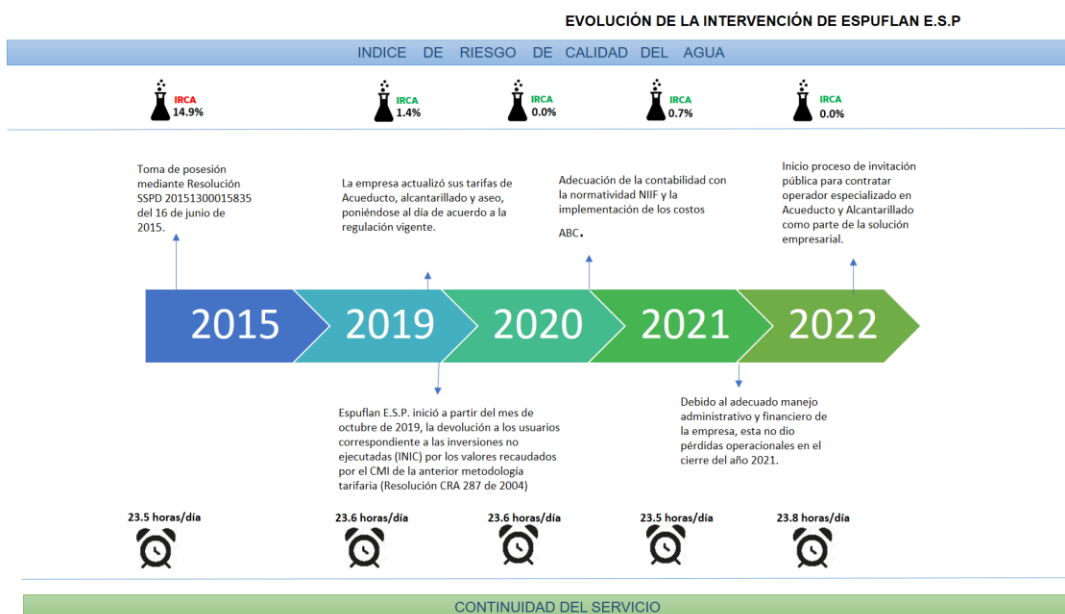 EVOLUCIÓN DE LA INTERVENCIÓN DE ESPUFLAN E.S.P
INDICE DE RIESGO DE CALIDAD DEL AGUA
IRCA
14.9%
IRCA
1.4%
IRCA
0.0%
IRCA
0.7%
IRCA
0.0%
Toma de posesión
mediante Resolución
SSPD 20151300015835
del 16 de junio de
2015.
La empresa actualizó sus tarifas de
Acueducto, alcantarillado y aseo,
poniéndose al día de acuerdo a la
regulación vigente.
Adecuación de la contabilidad con
la normatividad NIIF y la
implementación de los costos
ABC.
Inicio proceso de invitación
pública para contratar
operador especializado en
Acueducto y Alcantarillado
como parte de la solución
empresarial.
2015
2019
2020
2021
2022
Espuflan E.S.P. inició a partir del mes de
octubre de 2019, la devolución a los usuarios
correspondiente a las inversiones no
ejecutadas (INIC) por los valores recaudados
por el CMI de la anterior metodología
tarifaria (Resolución CRA 287 de 2004)
Debido al adecuado manejo
administrativo y financiero de
la empresa, esta no dio
pérdidas operacionales en el
cierre del año 2021.
23.5 horas/día
23.6 horas/día
23.6 horas/día
23.5 horas/día
23.8 horas/día
CONTINUIDAD DEL SERVICIO